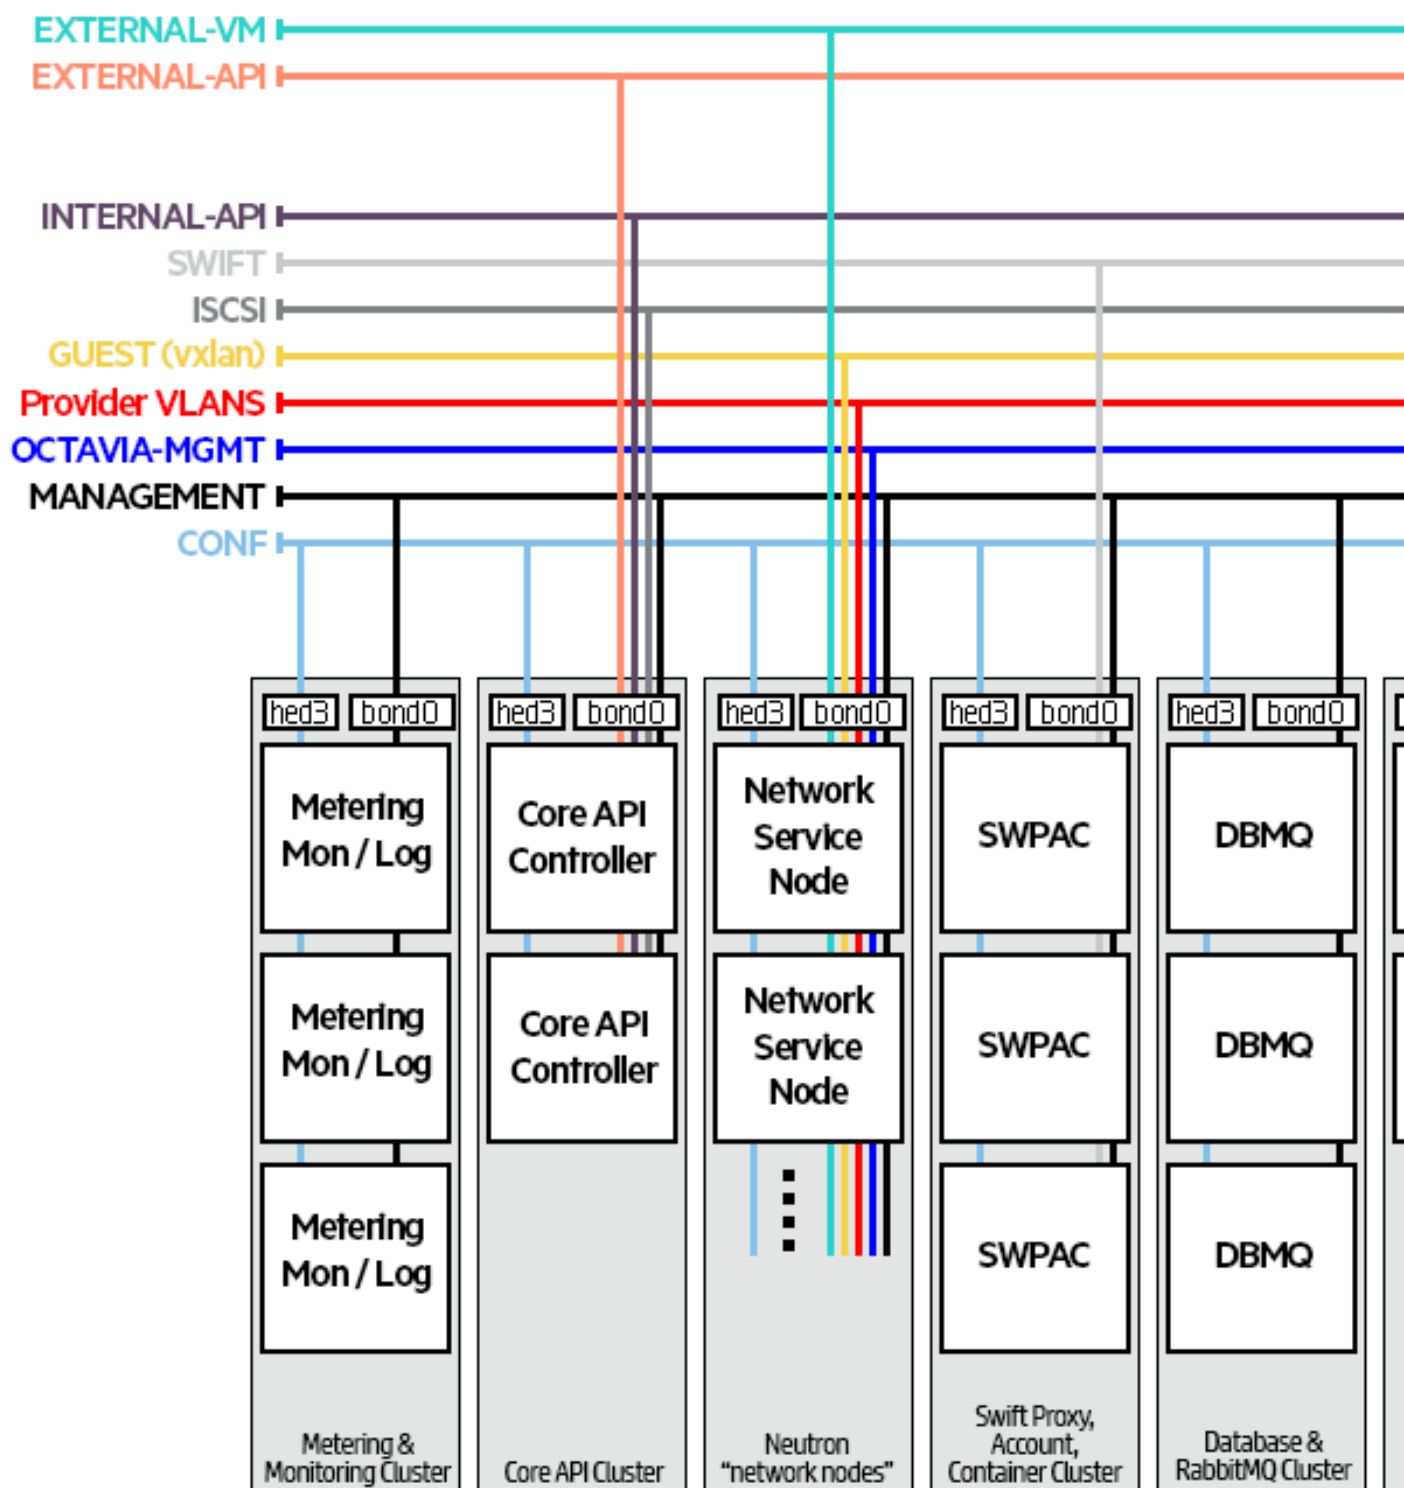 EXTERNAL-VM
EXTERNAL-API
INTERNAL-API
SWIFT
ISCSI
GUEST (vxlan)
Provider VLANS
OCTAVIA-MGMT
MANAGEMENT
CONF
hed3 bond0 hed3 bond0 hed3 bond0 hed3 bond0 hed3 bond0
Metering
Mon / Log
Core API
Controller
Network
Service
Node
SWPAC
DBMQ
Metering
Mon / Log
Core API
Controller
Network
Service
Node
SWPAC
DBMQ
Metering
Mon / Log
SWPAC
DBMQ
Metering &
Monitoring Cluster
Core API Cluster
Neutron
“network nodes”
Swift Proxy,
Account,
Container Cluster
Database &
RabbitMQ Cluster